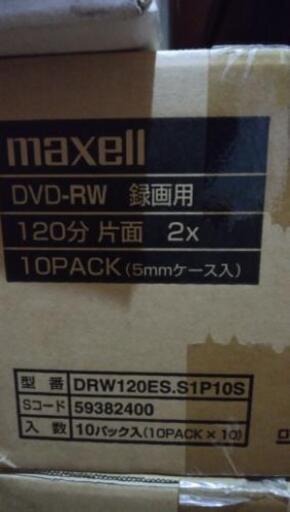 maxell
DVD-RW 録画用
120分 片面 2x
10PACK (5mmケース入)
型番 DRW120ES.S1P10S
Sコード 59382400
入数 10パック入(10PACK×10)